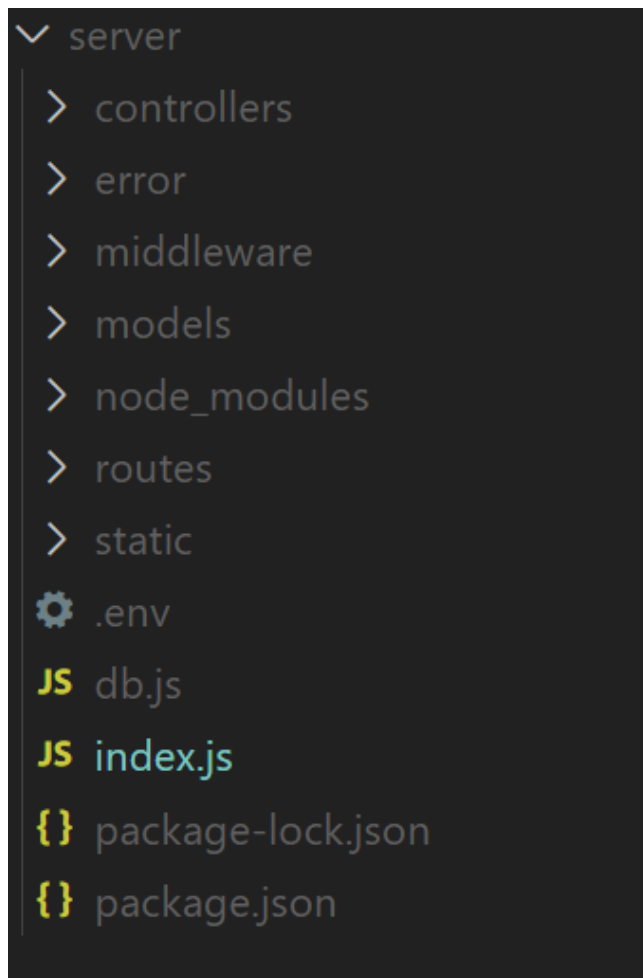 server
controllers
error
middleware
models
node_modules
routes
static
.env
JS db.js
JS index.js
{} package-lock.json
{} package.json